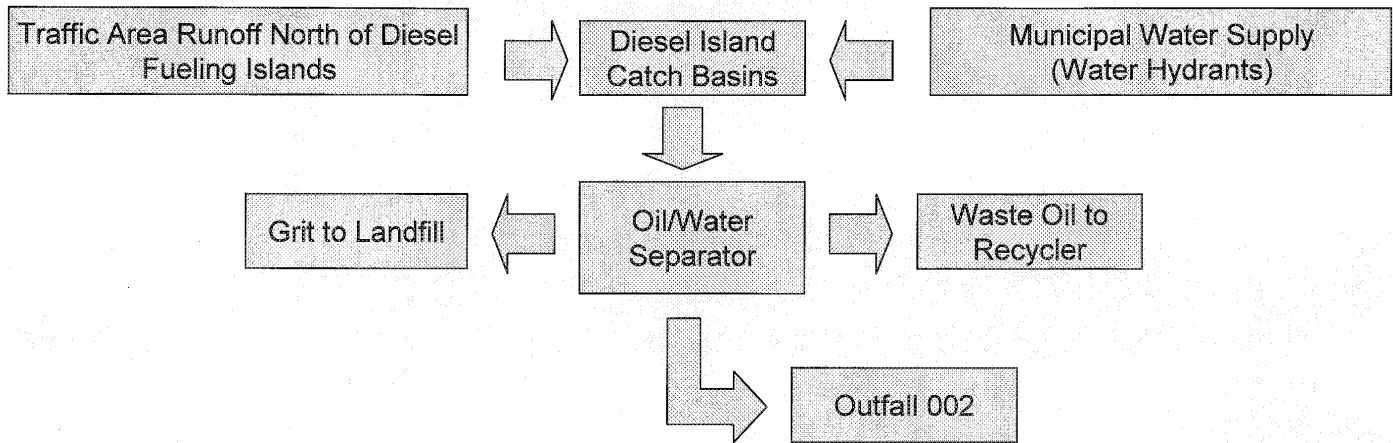 Traffic Area Runoff North of Diesel
Fueling Islands
Diesel Island
Catch Basins
Municipal Water Supply
(Water Hydrants)
Grit to Landfill
Oil/Water
Separator
Waste Oil to
Recycler
Outfall 002